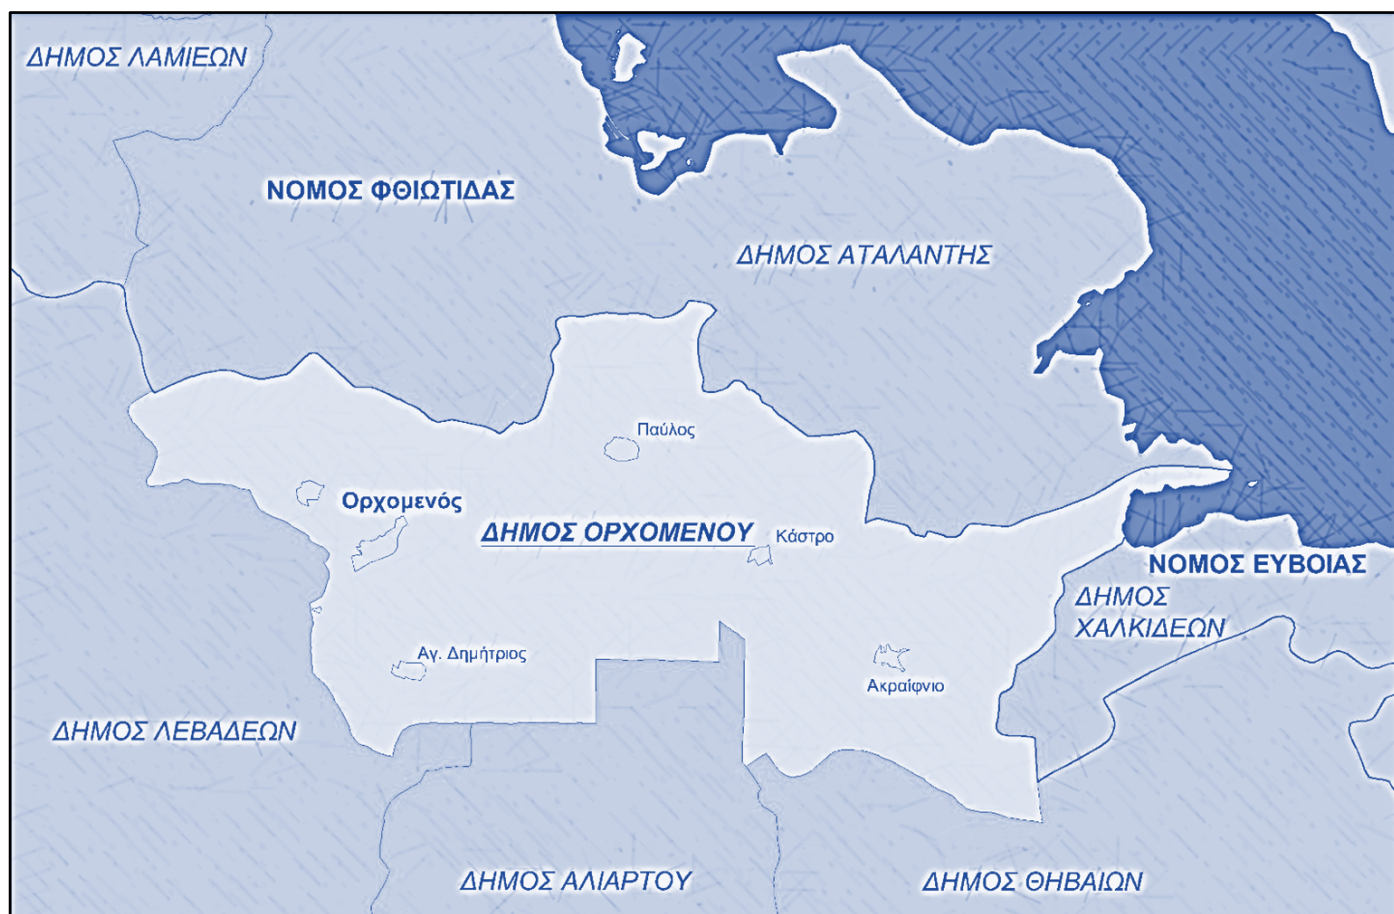 ΔΗΜΟΣ ΛΑΜΙΕΩΝ
ΝΟΜΟΣ ΦΘΙΩΤΙΔΑΣ
ΔΗΜΟΣ ΑΤΑΛΑΝΤΗΣ
Παύλος
Ορχομενός
ΔΗΜΟΣ ΟΡΧΟΜΕΝΟΥ
Κάστρο
ΝΟΜΟΣ ΕΥΒΟΙΑΣ
ΔΗΜΟΣ
ΧΑΛΚΙΔΕΩΝ
Αγ. Δημήτριος
Ακραίφνιο
ΔΗΜΟΣ ΛΕΒΑΔΕΩΝ
ΔΗΜΟΣ ΑΛΙΑΡΤΟΥ
ΔΗΜΟΣ ΘΗΒΑΙΩΝ